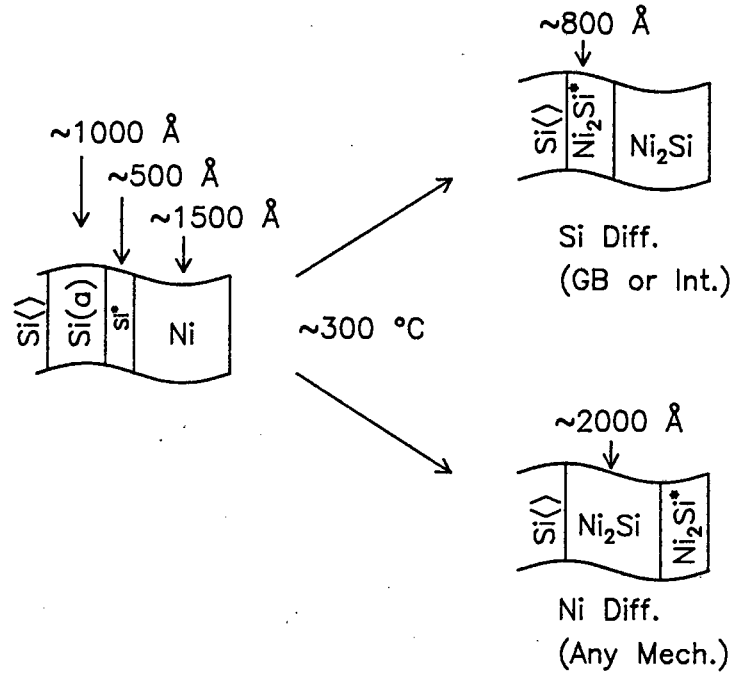 ~1000 Å
~500 Å
~1500 Å
Si⟨⟩
Si(a)
Si*
Ni
~300 °C
~800 Å
Si⟨⟩
Ni₂Si*
Ni₂Si
Si Diff.
(GB or Int.)
~2000 Å
Si⟨⟩
Ni₂Si
Ni₂Si*
Ni Diff.
(Any Mech.)